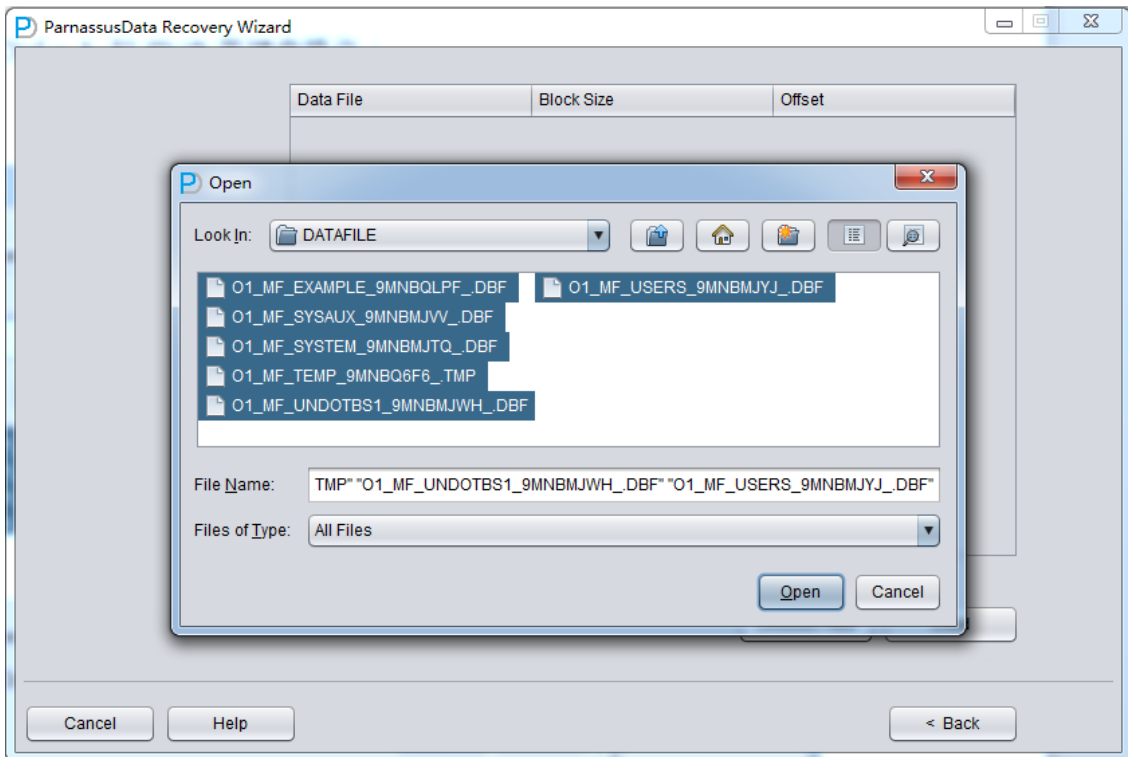 ParnassusData Recovery Wizard
Data File Block Size Offset
Open
Look In: DATAFILE
O1_MF_EXAMPLE_9MNBQLPF_.DBF O1_MF_USERS_9MNBMJYJ_.DBF
O1_MF_SYSAUX_9MNBMJVV_.DBF
O1_MF_SYSTEM_9MNBMJTQ_.DBF
O1_MF_TEMP_9MNBQ6F6_.TMP
O1_MF_UNDOTBS1_9MNBMJWH_.DBF
File Name: TMP" "O1_MF_UNDOTBS1_9MNBMJWH_.DBF" "O1_MF_USERS_9MNBMJYJ_.DBF"
Files of Type: All Files
Open Cancel
Cancel Help < Back